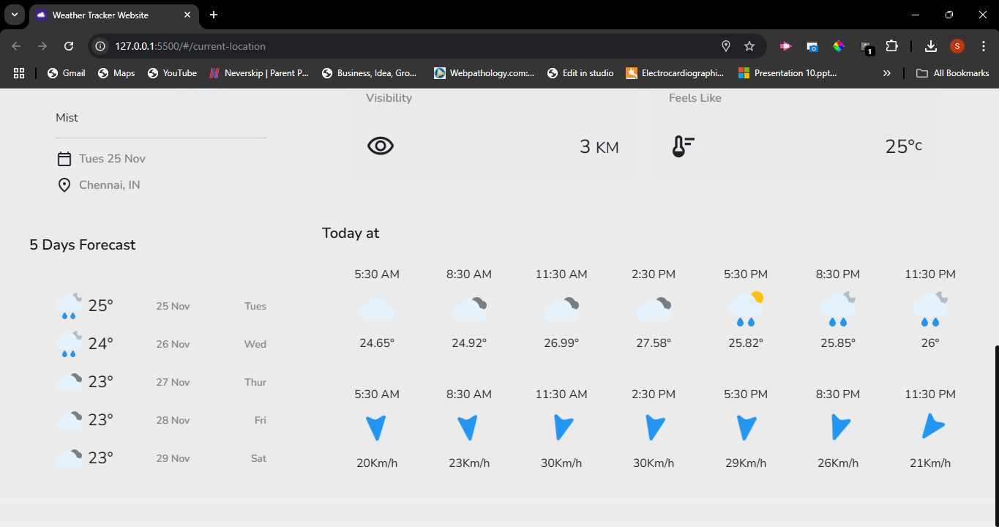 Weather Tracker Website
127.0.0.1:5500/#/current-location
1
S
Gmail
Maps
YouTube
Neverskip | Parent P...
Business, Idea, Gro...
Webpathology.com:...
Edit in studio
Electrocardiographi...
Presentation 10.ppt...
All Bookmarks
Mist
Tues 25 Nov
Chennai, IN
Visibility
3 KM
Feels Like
25°c
5 Days Forecast
25° 25 Nov Tues
24° 26 Nov Wed
23° 27 Nov Thur
23° 28 Nov Fri
23° 29 Nov Sat
Today at
5:30 AM 8:30 AM 11:30 AM 2:30 PM 5:30 PM 8:30 PM 11:30 PM
24.65° 24.92° 26.99° 27.58° 25.82° 25.85° 26°
5:30 AM 8:30 AM 11:30 AM 2:30 PM 5:30 PM 8:30 PM 11:30 PM
20Km/h 23Km/h 30Km/h 30Km/h 29Km/h 26Km/h 21Km/h